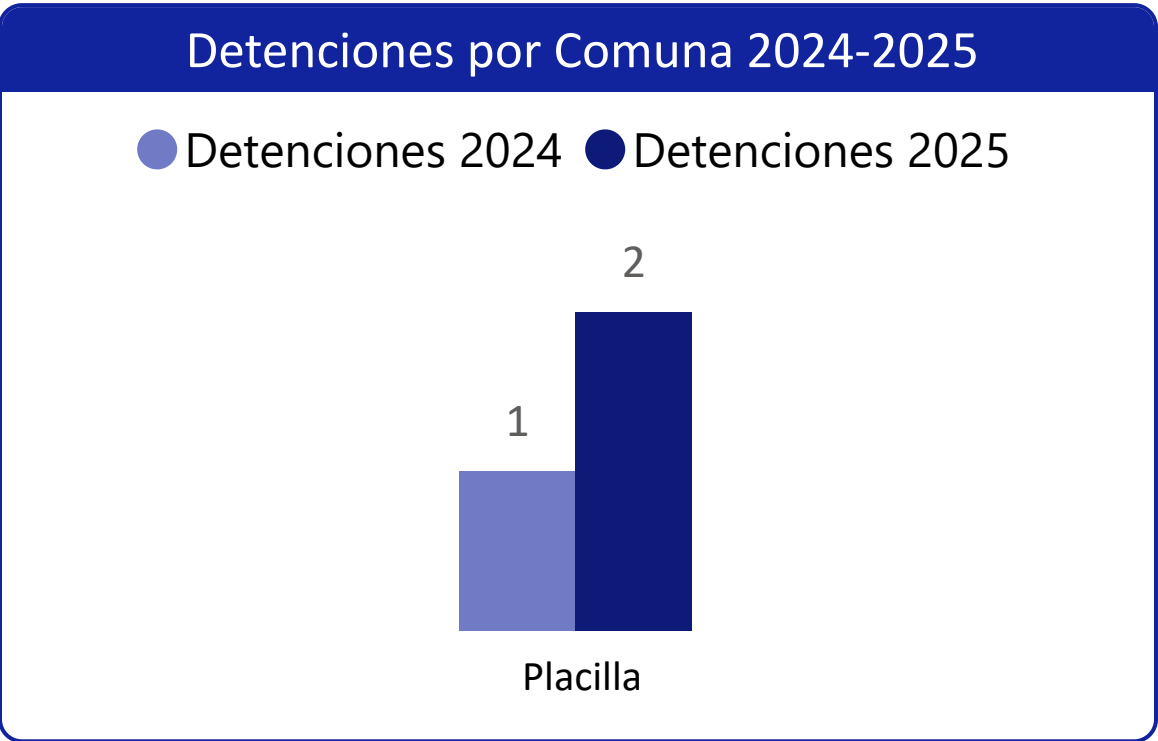 Detenciones por Comuna 2024-2025
Detenciones 2024 Detenciones 2025
2
1
Placilla